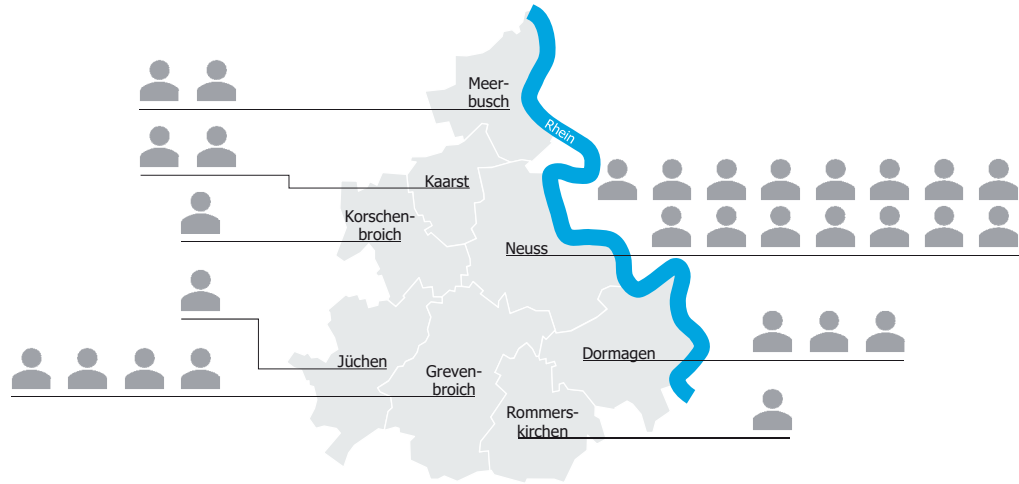 Meer-
busch
Rhein
Kaarst
Korschen-
broich
Neuss
Jüchen
Dormagen
Greven-
broich
Rommers-
kirchen